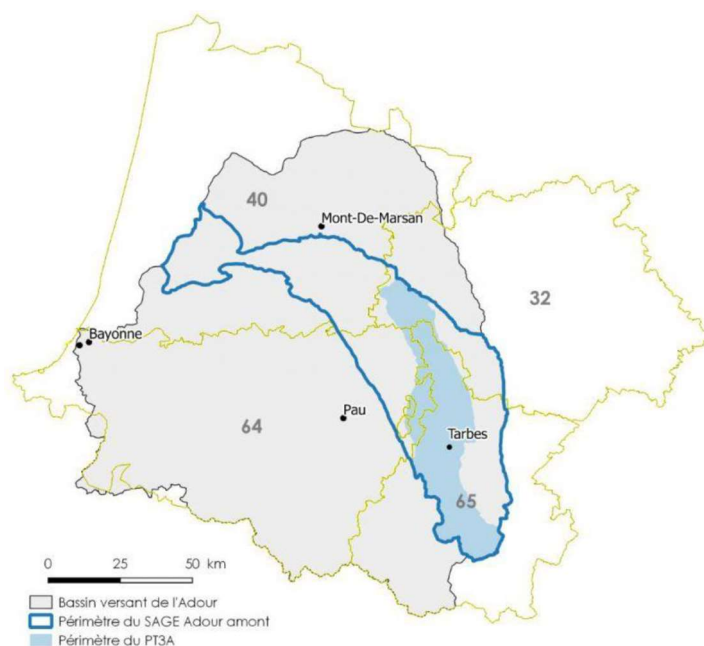 40
Mont-De-Marsan
32
Bayonne
Pau
64
Tarbes
65
0 25 50 km
Bassin versant de l'Adour
Périmètre du SAGE Adour amont
Périmètre du PT3A